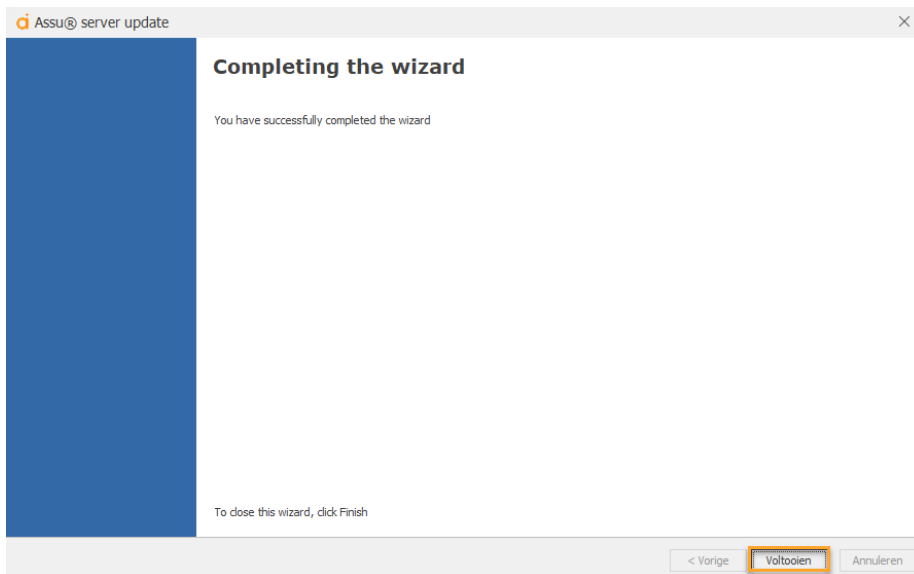 Assu® server update
Completing the wizard
You have successfully completed the wizard
To close this wizard, click Finish
< Vorige
Voltooien
Annuleren